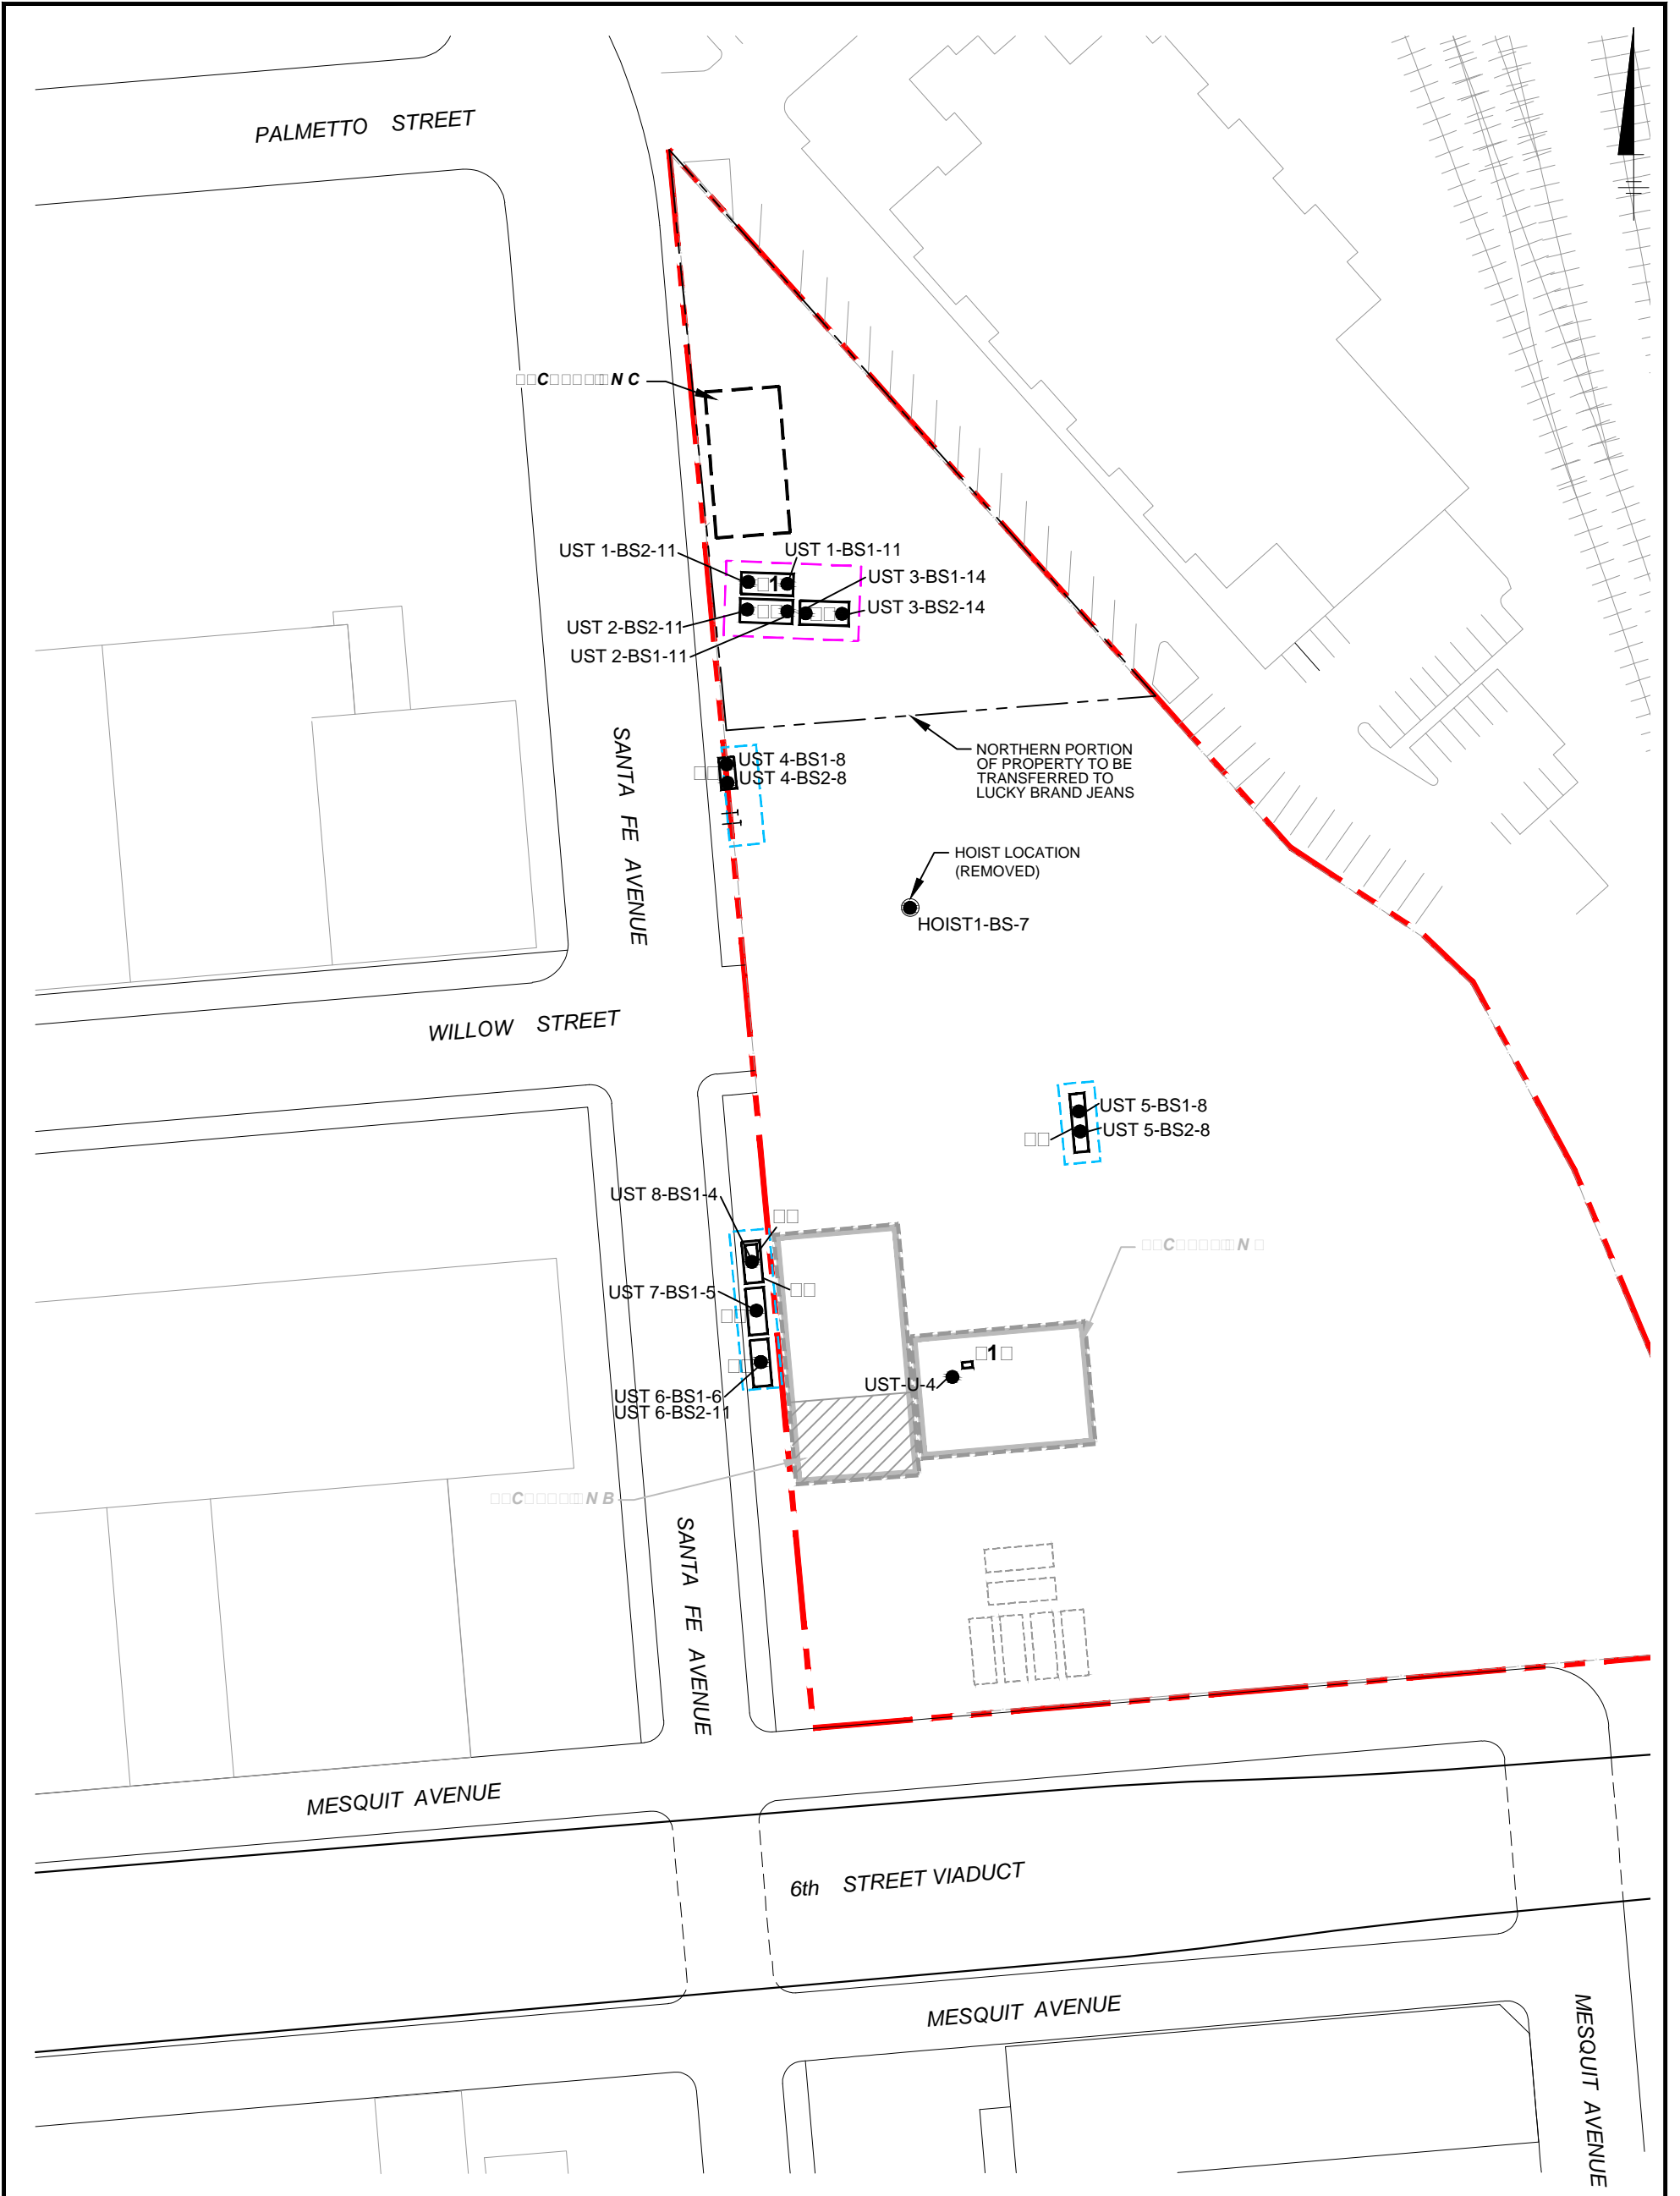 PALMETTO STREET
N C
UST 1-BS2-11
UST 1-BS1-11
1
UST 3-BS1-14
UST 3-BS2-14
UST 2-BS2-11
UST 2-BS1-11
SANTA FE AVENUE
NORTHERN PORTION
OF PROPERTY TO BE
TRANSFERRED TO
LUCKY BRAND JEANS
UST 4-BS1-8
UST 4-BS2-8
HOIST LOCATION
(REMOVED)
HOIST1-BS-7
WILLOW STREET
UST 5-BS1-8
UST 5-BS2-8
UST 8-BS1-4
UST 7-BS1-5
1
UST-U-4
UST 6-BS1-6
UST 6-BS2-11
N B
SANTA FE AVENUE
MESQUIT AVENUE
6th STREET VIADUCT
MESQUIT AVENUE
MESQUIT AVENUE